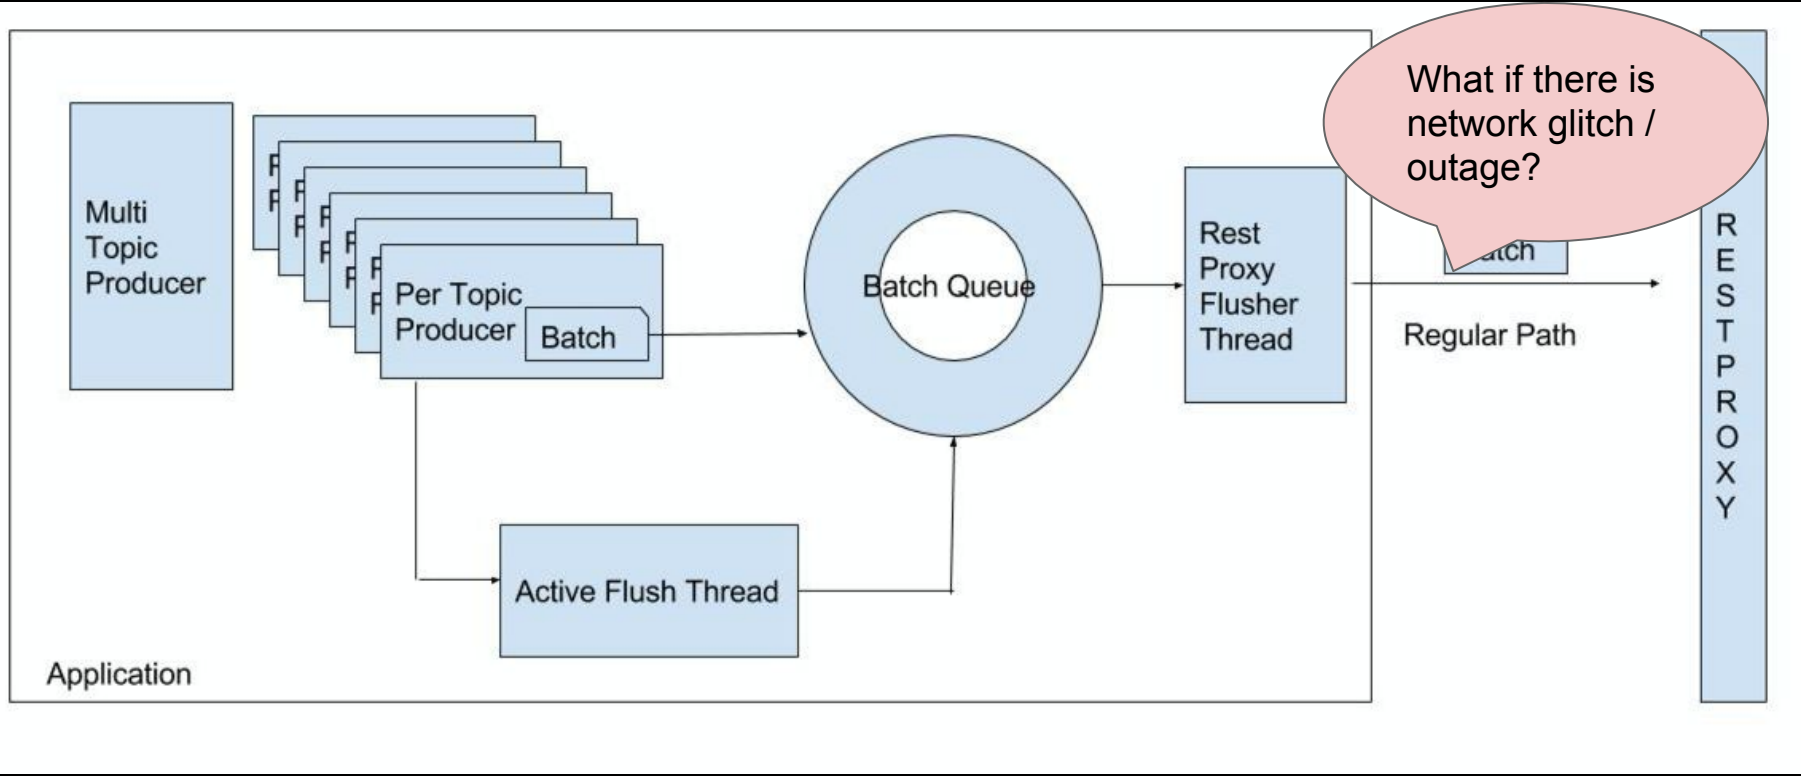 What if there is
network glitch /
outage?
Multi
Topic
Producer
Per Topic
Producer
Batch
Batch Queue
Rest
Proxy
Flusher
Thread
Regular Path
R
E
S
T
P
R
O
X
Y
Active Flush Thread
Application